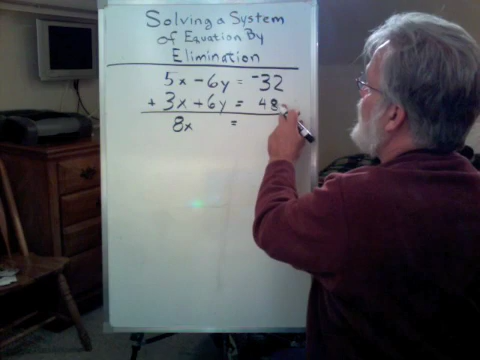 Solving a System
of Equation By
Elimination
5x - 6y = -32
+ 3x + 6y = 48
8x =